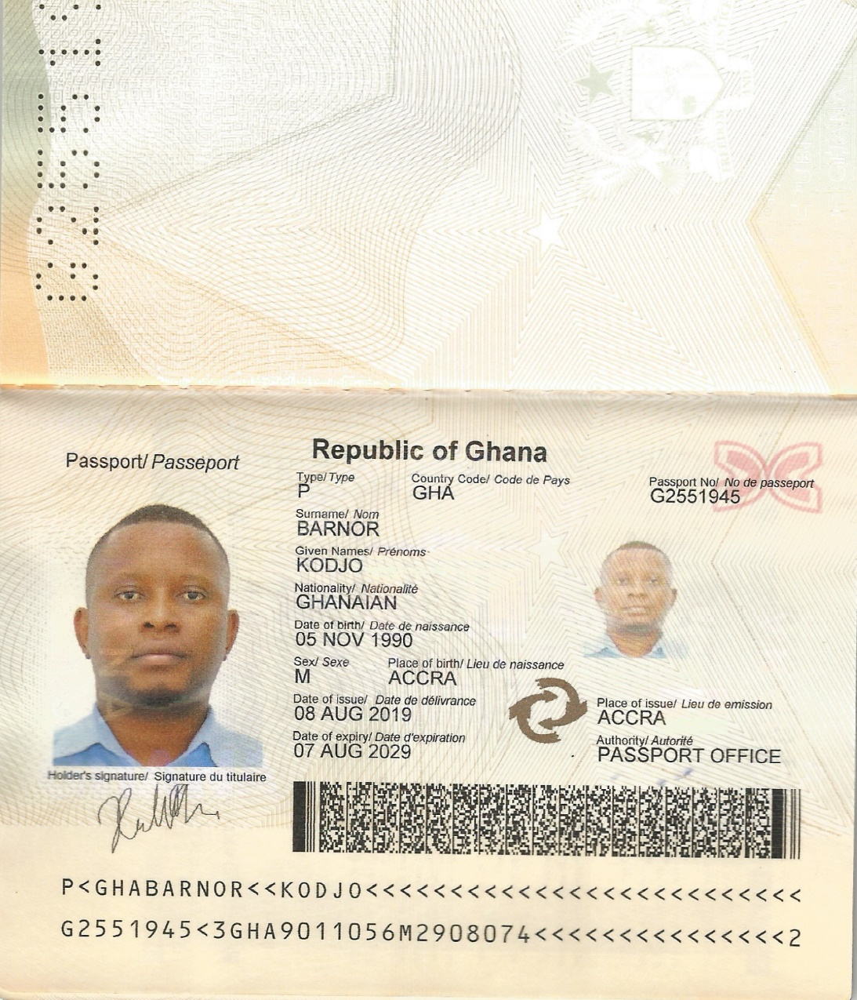 G2551
Republic of Ghana
Passport/ Passeport
Type/ Type
Country Code/ Code de Pays
Passport No/ No de passeport
P
GHA
G2551945
Surname/ Nom
BARNOR
Given Names/ Prénoms
KODJO
Nationality/ Nationalité
GHANAIAN
Date of birth/ Date de naissance
05 NOV 1990
Sex/ Sexe
Place of birth/ Lieu de naissance
M
ACCRA
Date of issue/ Date de délivrance
08 AUG 2019
Place of issue/ Lieu de emission
ACCRA
Date of expiry/ Date d'expiration
07 AUG 2029
Authority/ Autorité
PASSPORT OFFICE
Holder's signature/ Signature du titulaire
P<GHABARNOR<<KODJO<<<<<<<<<<<<<<<<<<<<<<<<<<
G2551945<3GHA9011056M2908074<<<<<<<<<<<<<<<2